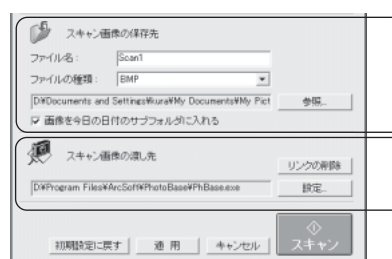 スキャン画像の保存先
ファイル名： Scan1
ファイルの種類： BMP
D¥Documents and Settings¥kura¥My Documents¥My Pict 参照...
画像を今日の日付のサブフォルダに入れる
スキャン画像の渡し先
リンクの削除
D¥Program Files¥ArcSoft¥PhotoBase¥PhBase.exe 設定...
初期設定に戻す 適用 キャンセル スキャン